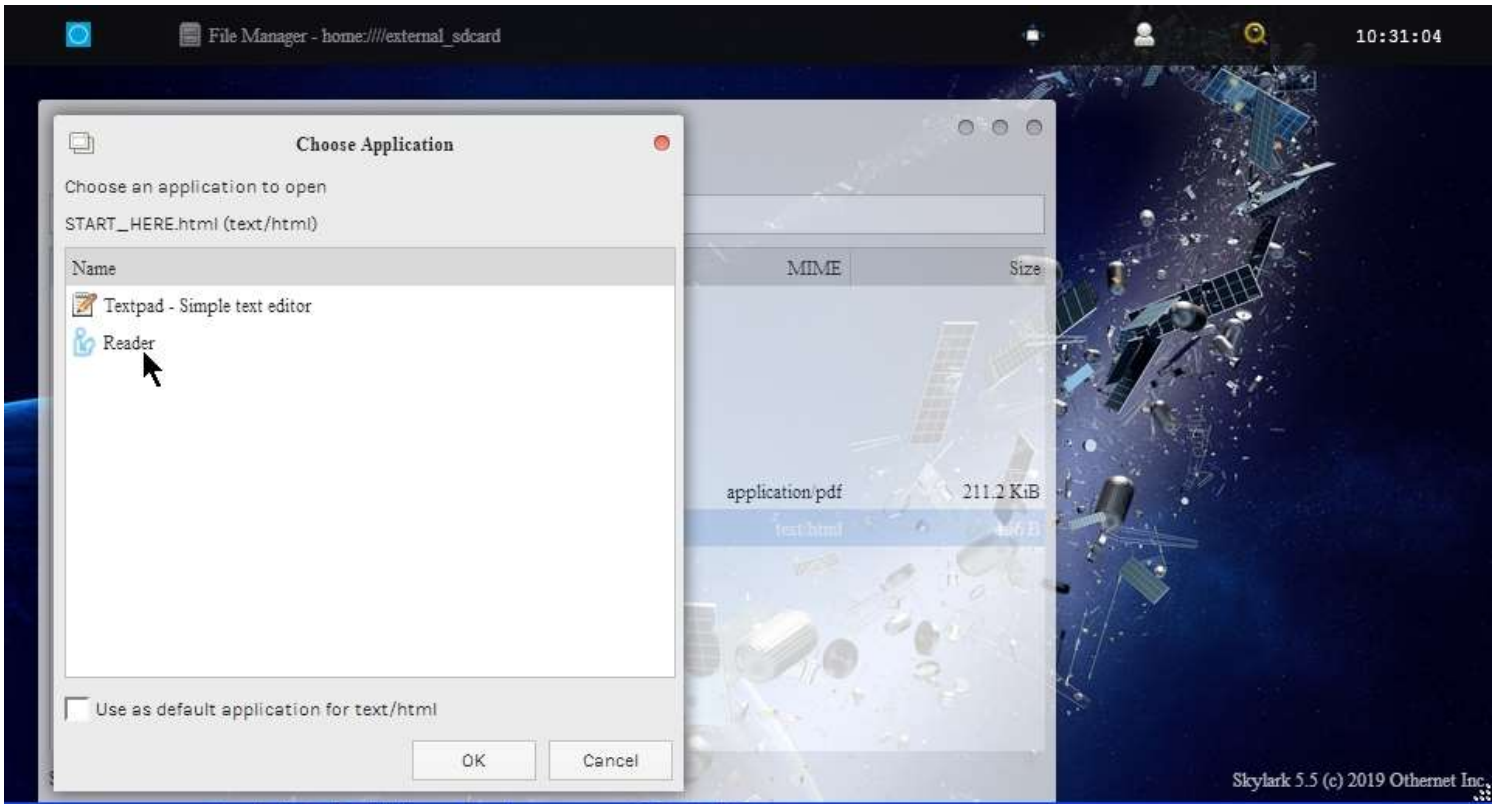 File Manager - home:////external_sdcard
10:31:04
Choose Application
Choose an application to open
START_HERE.html (text/html)
Name
MIME
Size
Textpad - Simple text editor
Reader
application/pdf
211.2 KiB
text/html
Use as default application for text/html
OK
Cancel
Skylark 5.5 (c) 2019 Othernet Inc.